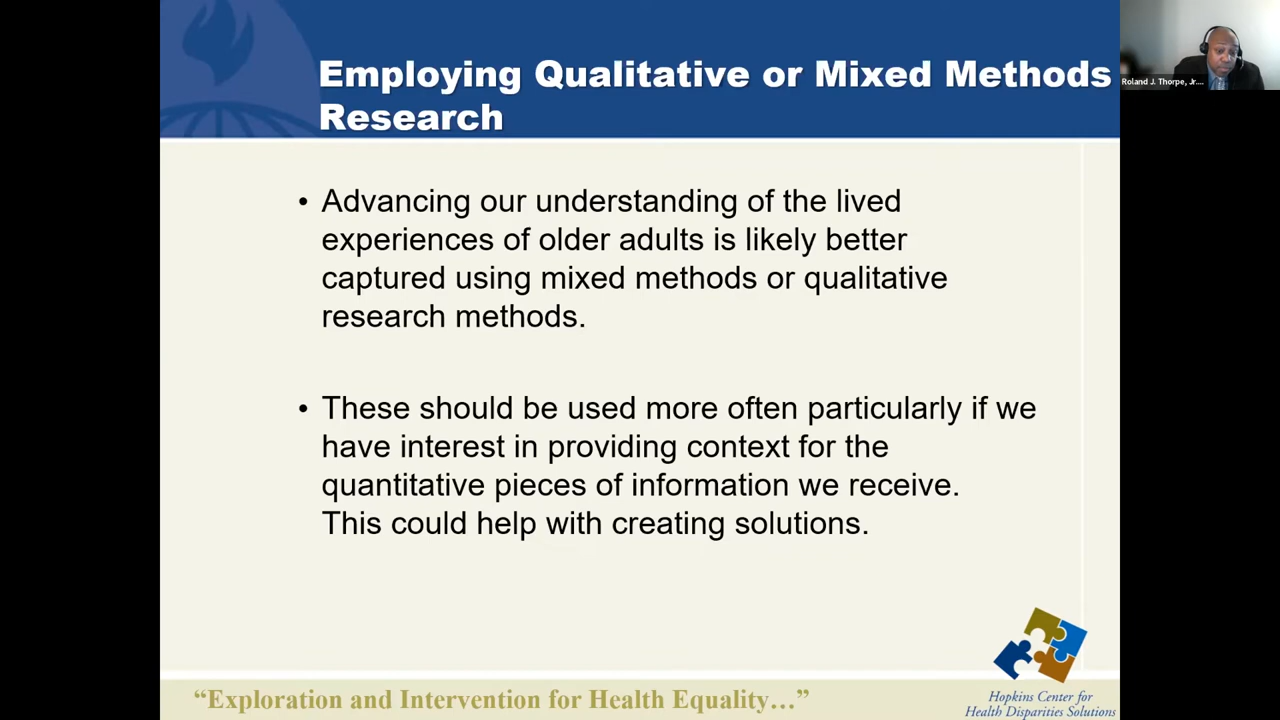 Employing Qualitative or Mixed Methods
Research
Roland J. Thorpe, Jr....
• Advancing our understanding of the lived
experiences of older adults is likely better
captured using mixed methods or qualitative
research methods.
• These should be used more often particularly if we
have interest in providing context for the
quantitative pieces of information we receive.
This could help with creating solutions.
“Exploration and Intervention for Health Equality…”
Hopkins Center for
Health Disparities Solutions